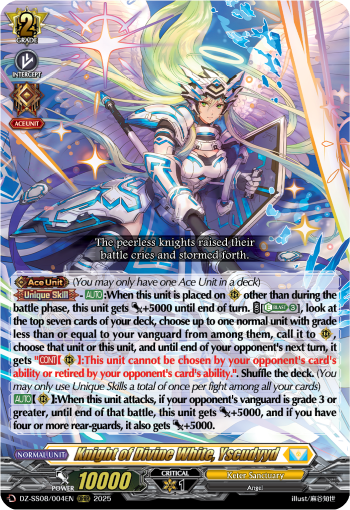 2
GRADE
INTERCEPT
ACE UNIT
The peerless knights raised their
battle cries and stormed forth.
Ace Unit - (You may only have one Ace Unit in a deck)
Unique Skill - AUTO :When this unit is placed on other than during the
battle phase, this unit gets +5000 until end of turn. [ ], look at
the top seven cards of your deck, choose up to one normal unit with grade
less than or equal to your vanguard from among them, call it to ,
choose that unit or this unit, and until end of your opponent's next turn, it
gets "CONT :This unit cannot be chosen by your opponent's card's
ability or retired by your opponent's card's ability.". Shuffle the deck. (You
may only use Unique Skills a total of once per fight among all your cards)
AUTO :When this unit attacks, if your opponent's vanguard is grade 3 or
greater, until end of that battle, this unit gets +5000, and if you have
four or more rear-guards, it also gets +5000.
NORMAL UNIT
Knight of Divine White, Yseudyyd
POWER 10000
CRITICAL
1
Keter Sanctuary
Angel
DZ-SS08/004EN
2025
illust/麻谷知世